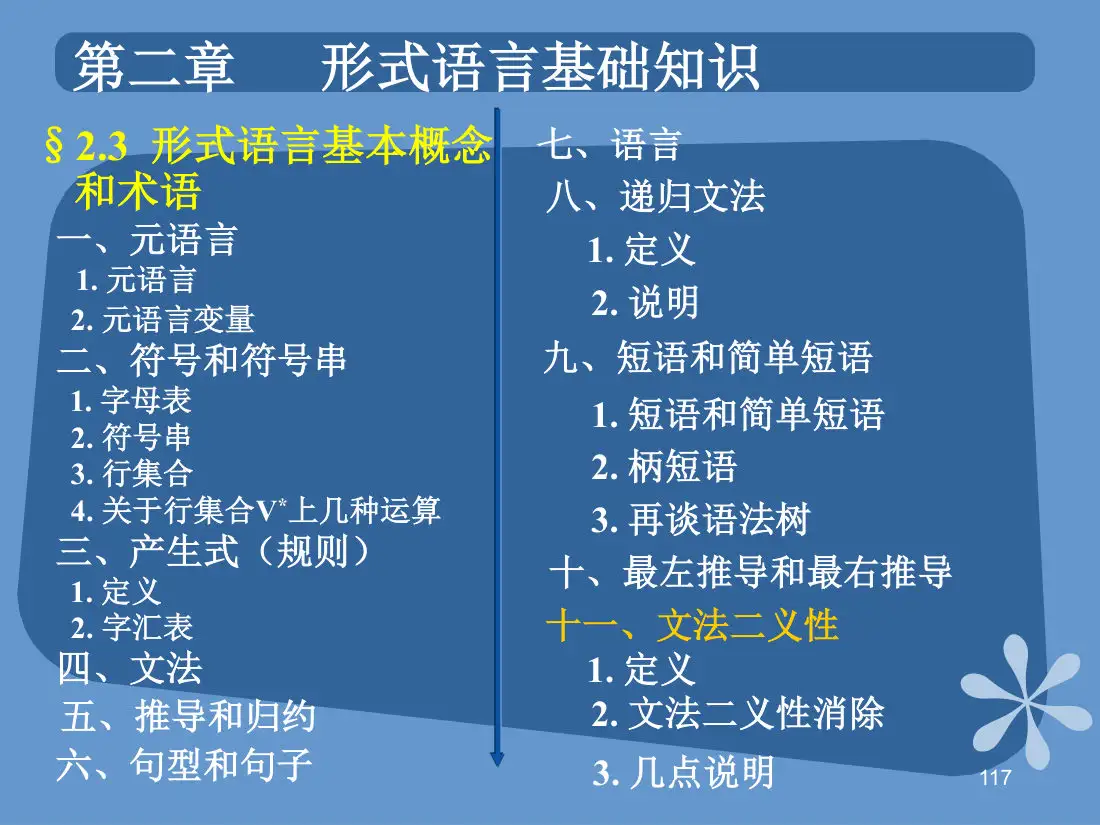 第二章 形式语言基础知识
§2.3 形式语言基本概念
和术语
一、元语言
1. 元语言
2. 元语言变量
二、符号和符号串
1. 字母表
2. 符号串
3. 行集合
4. 关于行集合V*上几种运算
三、产生式（规则）
1. 定义
2. 字汇表
四、文法
五、推导和归约
六、句型和句子
七、语言
八、递归文法
1. 定义
2. 说明
九、短语和简单短语
1. 短语和简单短语
2. 柄短语
3. 再谈语法树
十、最左推导和最右推导
十一、文法二义性
1. 定义
2. 文法二义性消除
3. 几点说明
117